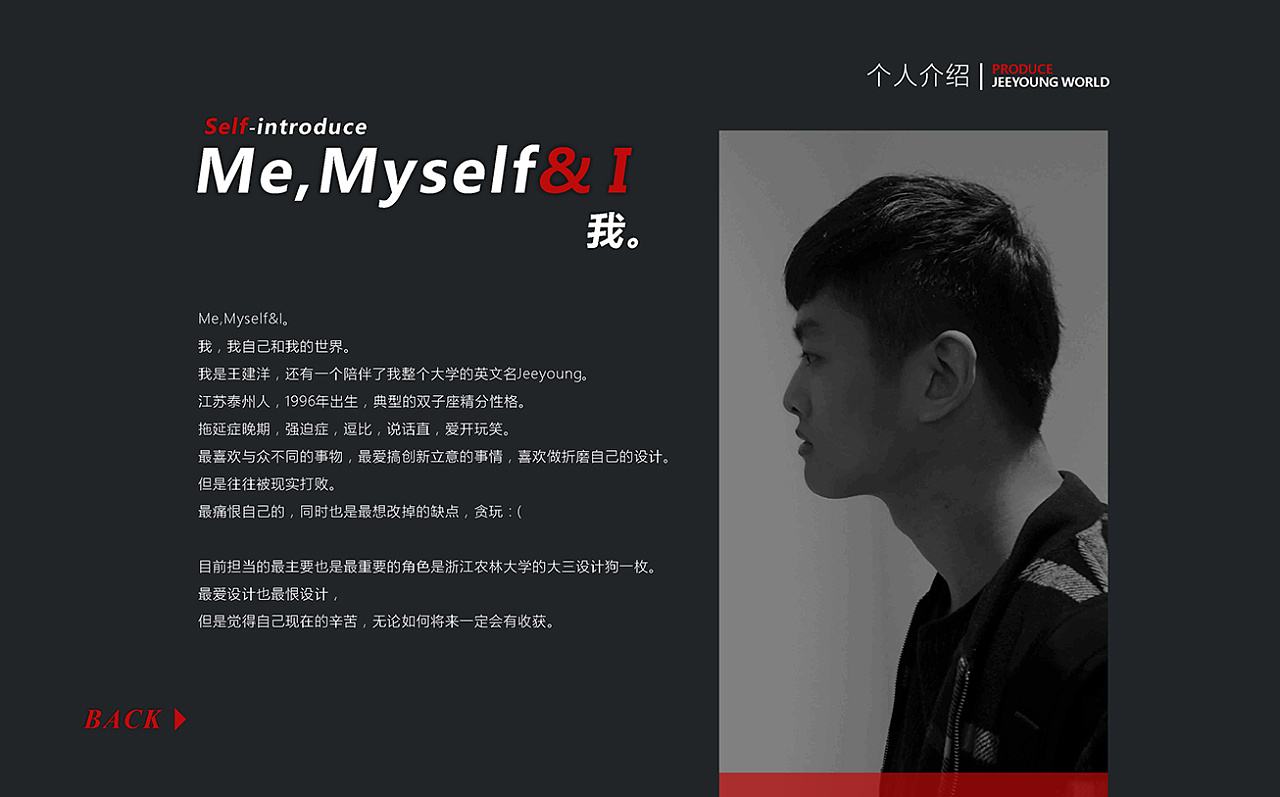 个人介绍
PRODUCE
JEEYOUNG WORLD
Self-introduce
Me,Myself& I
我。
Me,Myself&I。
我，我自己和我的世界。
我是王建洋，还有一个陪伴了我整个大学的英文名Jeeyoung。
江苏泰州人，1996年出生，典型的双子座精分性格。
拖延症晚期，强迫症，逗比，说话直，爱开玩笑。
最喜欢与众不同的事物，最爱搞创新立意的事情，喜欢做折磨自己的设计。
但是往往被现实打败。
最痛恨自己的，同时也是最想改掉的缺点，贪玩：(
目前担当的最主要也是最重要的角色是浙江农林大学的大三设计狗一枚。
最爱设计也最恨设计，
但是觉得自己现在的辛苦，无论如何将来一定会有收获。
BACK